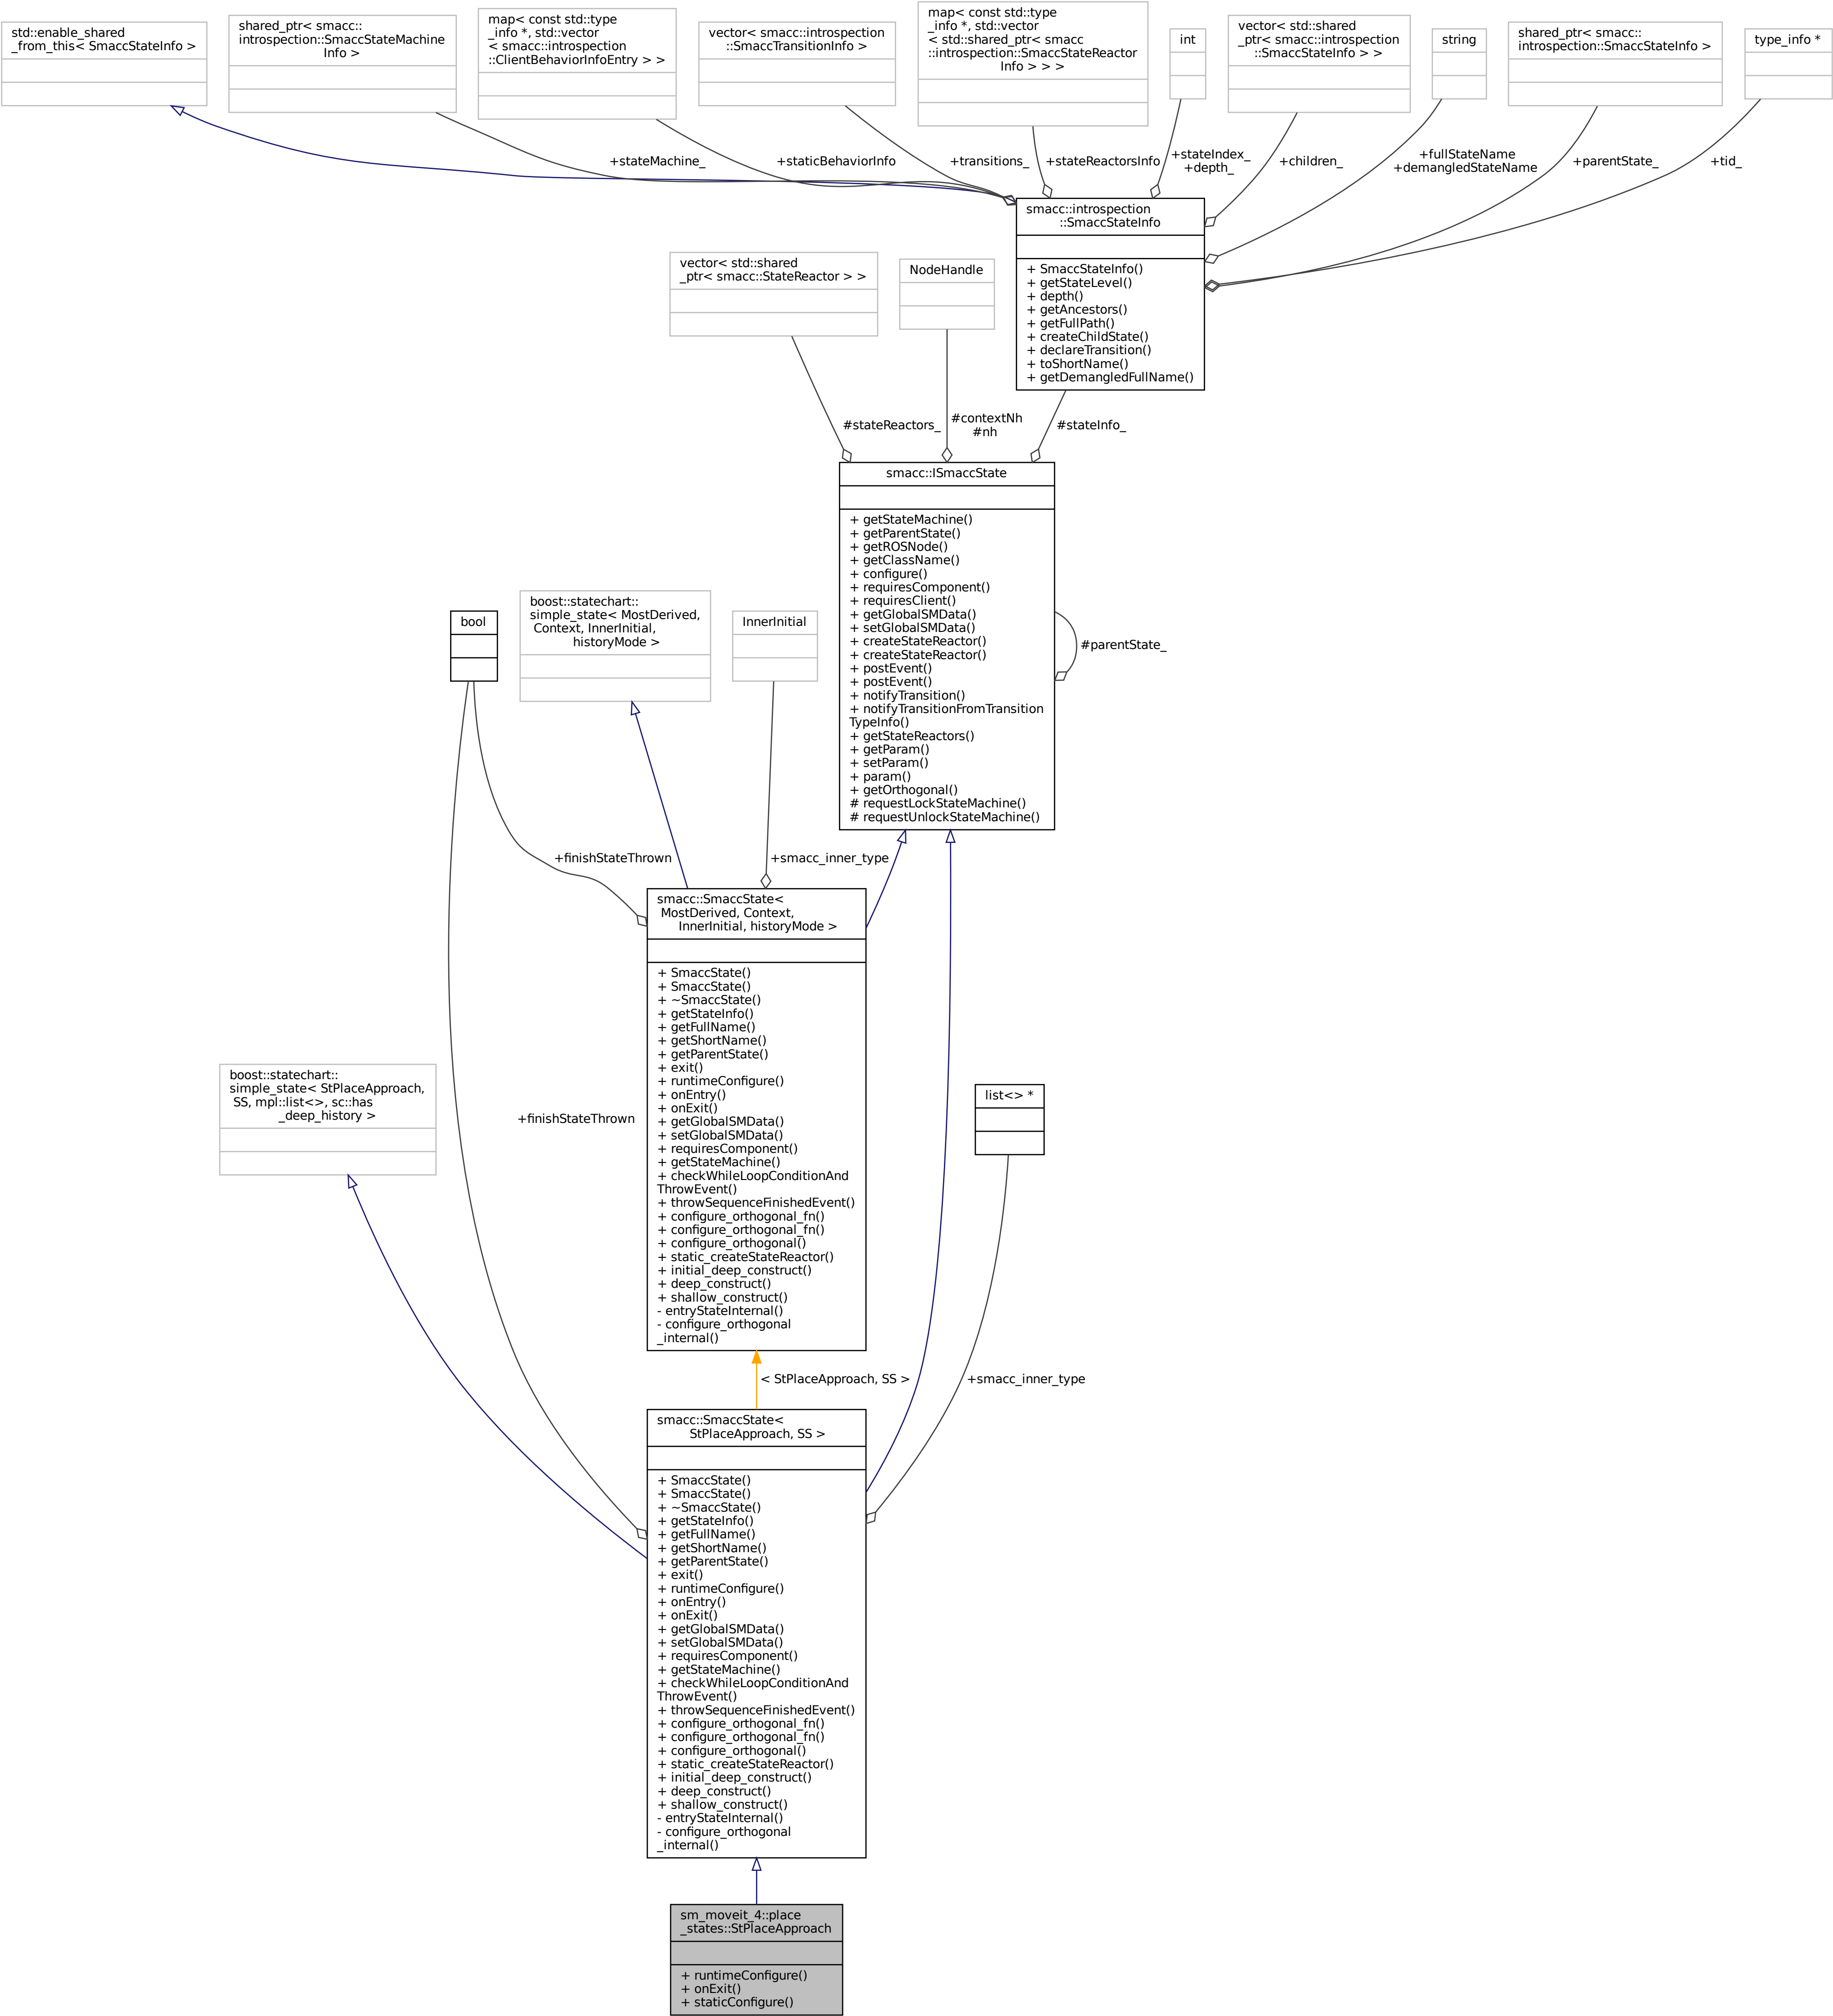 std::enable_shared
_from_this< SmaccStateInfo >
shared_ptr< smacc::
introspection::SmaccStateMachine
Info >
map< const std::type
_info *, std::vector
< smacc::introspection
::ClientBehaviorInfoEntry > >
vector< smacc::introspection
::SmaccTransitionInfo >
map< const std::type
_info *, std::vector
< std::shared_ptr< smacc
::introspection::SmaccStateReactor
Info > > >
int
vector< std::shared
_ptr< smacc::introspection
::SmaccStateInfo > >
string
shared_ptr< smacc::
introspection::SmaccStateInfo >
type_info *
+stateMachine_
+staticBehaviorInfo
+transitions_
+stateReactorsInfo
+stateIndex_
+depth_
+children_
+fullStateName
+demangledStateName
+parentState_
+tid_
smacc::introspection
::SmaccStateInfo
+ SmaccStateInfo()
+ getStateLevel()
+ depth()
+ getAncestors()
+ getFullPath()
+ createChildState()
+ declareTransition()
+ toShortName()
+ getDemangledFullName()
vector< std::shared
_ptr< smacc::StateReactor > >
NodeHandle
#stateReactors_
#contextNh
#nh
#stateInfo_
smacc::ISmaccState
+ getStateMachine()
+ getParentState()
+ getROSNode()
+ getClassName()
+ configure()
+ requiresComponent()
+ requiresClient()
+ getGlobalSMData()
+ setGlobalSMData()
+ createStateReactor()
+ createStateReactor()
+ postEvent()
+ postEvent()
+ notifyTransition()
+ notifyTransitionFromTransition
TypeInfo()
+ getStateReactors()
+ getParam()
+ setParam()
+ param()
+ getOrthogonal()
# requestLockStateMachine()
# requestUnlockStateMachine()
#parentState_
bool
boost::statechart::
simple_state< MostDerived,
Context, InnerInitial,
historyMode >
InnerInitial
+finishStateThrown
+smacc_inner_type
smacc::SmaccState<
MostDerived, Context,
InnerInitial, historyMode >
+ SmaccState()
+ SmaccState()
+ ~SmaccState()
+ getStateInfo()
+ getFullName()
+ getShortName()
+ getParentState()
+ exit()
+ runtimeConfigure()
+ onEntry()
+ onExit()
+ getGlobalSMData()
+ setGlobalSMData()
+ requiresComponent()
+ getStateMachine()
+ checkWhileLoopConditionAnd
ThrowEvent()
+ throwSequenceFinishedEvent()
+ configure_orthogonal_fn()
+ configure_orthogonal_fn()
+ configure_orthogonal()
+ static_createStateReactor()
+ initial_deep_construct()
+ deep_construct()
+ shallow_construct()
- entryStateInternal()
- configure_orthogonal
_internal()
boost::statechart::
simple_state< StPlaceApproach,
SS, mpl::list<>, sc::has
_deep_history >
+finishStateThrown
list<> *
< StPlaceApproach, SS >
+smacc_inner_type
smacc::SmaccState<
StPlaceApproach, SS >
+ SmaccState()
+ SmaccState()
+ ~SmaccState()
+ getStateInfo()
+ getFullName()
+ getShortName()
+ getParentState()
+ exit()
+ runtimeConfigure()
+ onEntry()
+ onExit()
+ getGlobalSMData()
+ setGlobalSMData()
+ requiresComponent()
+ getStateMachine()
+ checkWhileLoopConditionAnd
ThrowEvent()
+ throwSequenceFinishedEvent()
+ configure_orthogonal_fn()
+ configure_orthogonal_fn()
+ configure_orthogonal()
+ static_createStateReactor()
+ initial_deep_construct()
+ deep_construct()
+ shallow_construct()
- entryStateInternal()
- configure_orthogonal
_internal()
sm_moveit_4::place
_states::StPlaceApproach
+ runtimeConfigure()
+ onExit()
+ staticConfigure()